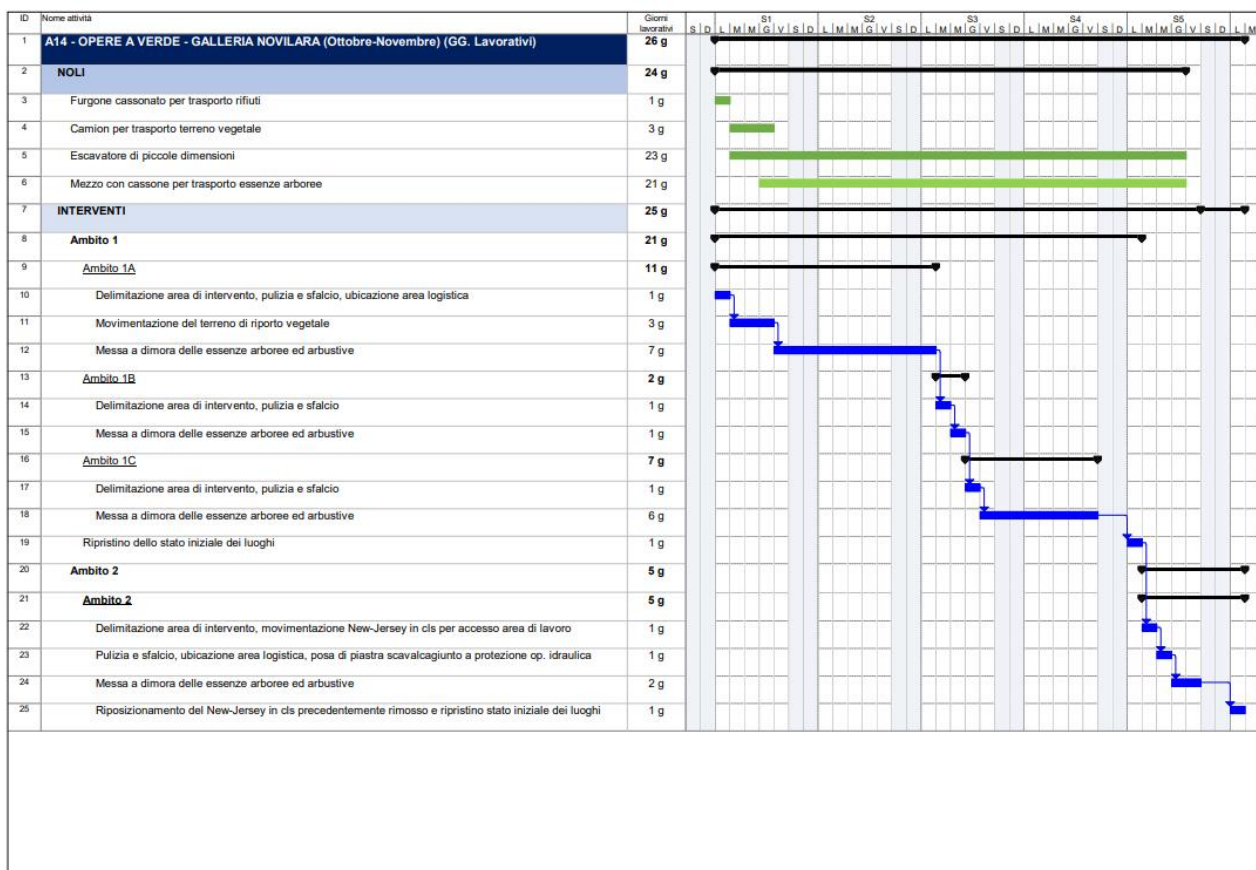 ID Nome attività Giorni lavorativi S1 S2 S3 S4 S5
S D L M M G V S D L M M G V S D L M M G V S D L M M G V S D L M M G V S D L M
1 A14 - OPERE A VERDE - GALLERIA NOVILARA (Ottobre-Novembre) (GG. Lavorativi) 26 g
2 NOLI 24 g
3 Furgone cassonato per trasporto rifiuti 1 g
4 Camion per trasporto terreno vegetale 3 g
5 Escavatore di piccole dimensioni 23 g
6 Mezzo con cassone per trasporto essenze arboree 21 g
7 INTERVENTI 25 g
8 Ambito 1 21 g
9 Ambito 1A 11 g
10 Delimitazione area di intervento, pulizia e sfalcio, ubicazione area logistica 1 g
11 Movimentazione del terreno di riporto vegetale 3 g
12 Messa a dimora delle essenze arboree ed arbustive 7 g
13 Ambito 1B 2 g
14 Delimitazione area di intervento, pulizia e sfalcio 1 g
15 Messa a dimora delle essenze arboree ed arbustive 1 g
16 Ambito 1C 7 g
17 Delimitazione area di intervento, pulizia e sfalcio 1 g
18 Messa a dimora delle essenze arboree ed arbustive 6 g
19 Ripristino dello stato iniziale dei luoghi 1 g
20 Ambito 2 5 g
21 Ambito 2 5 g
22 Delimitazione area di intervento, movimentazione New-Jersey in cls per accesso area di lavoro 1 g
23 Pulizia e sfalcio, ubicazione area logistica, posa di piastra scavalcagiunto a protezione op. idraulica 1 g
24 Messa a dimora delle essenze arboree ed arbustive 2 g
25 Riposizionamento del New-Jersey in cls precedentemente rimosso e ripristino stato iniziale dei luoghi 1 g